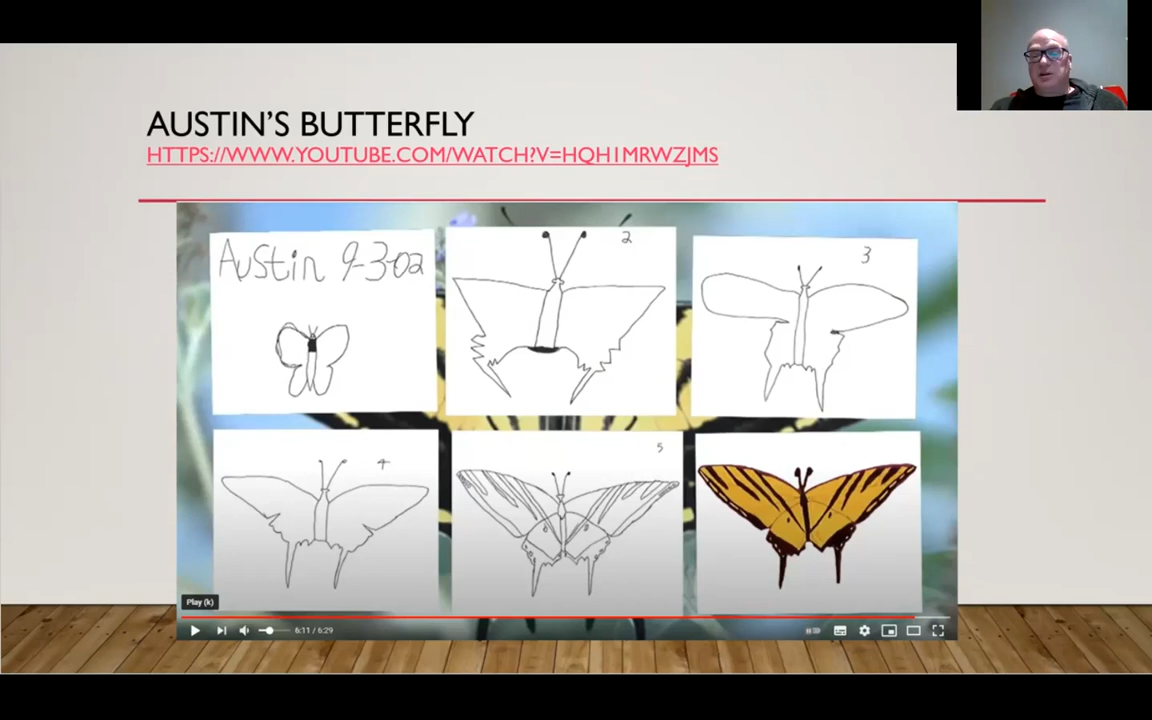 AUSTIN'S BUTTERFLY
HTTPS://WWW.YOUTUBE.COM/WATCH?V=HQH1MRWZJMS
Austin 9-3-02
2
3
4
5
Play (k)
6:11 / 6:29